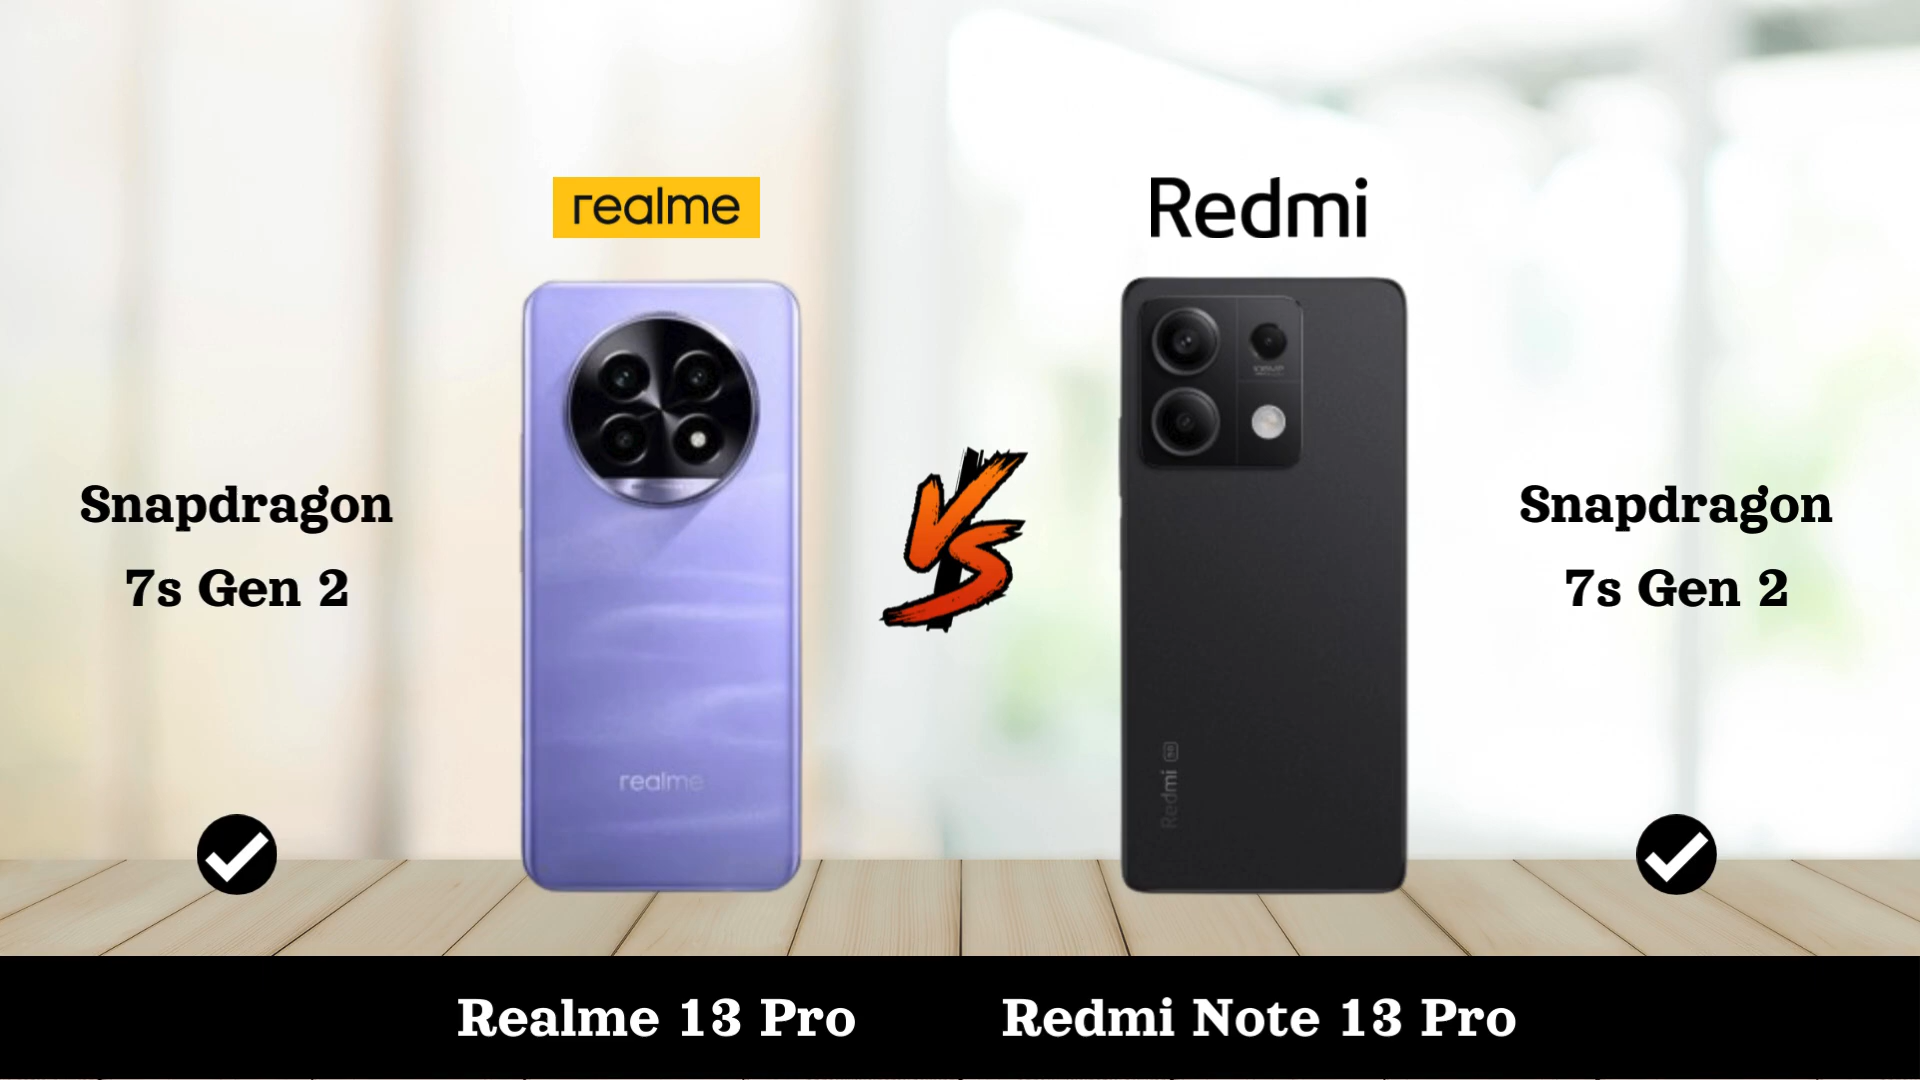 realme
Redmi
Snapdragon
7s Gen 2
VS
Snapdragon
7s Gen 2
realme
Redmi 5G
Realme 13 Pro
Redmi Note 13 Pro